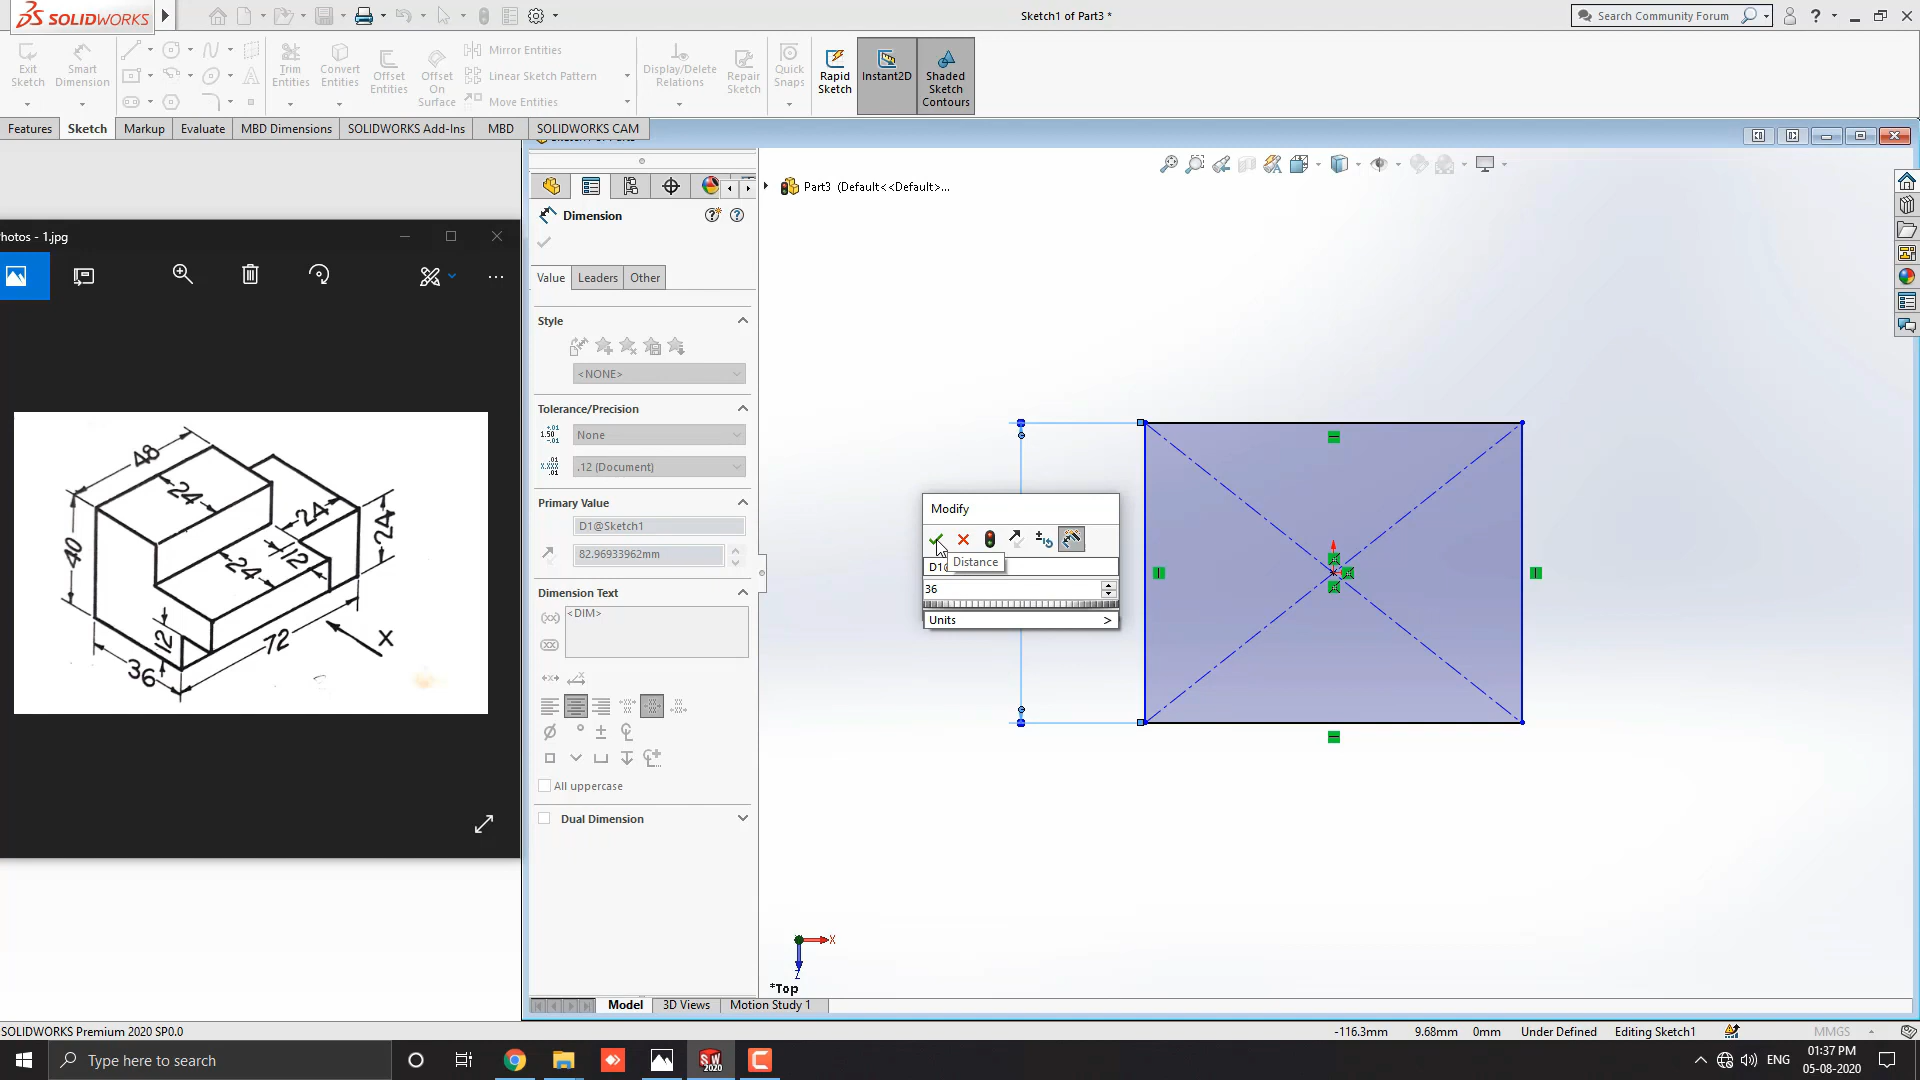 SOLIDWORKS
Sketch1 of Part3 *
Search Community Forum
Exit Sketch
Smart Dimension
Trim Entities
Convert Entities
Offset Entities
Offset On Surface
Mirror Entities
Linear Sketch Pattern
Move Entities
Display/Delete Relations
Repair Sketch
Quick Snaps
Rapid Sketch
Instant2D
Shaded Sketch Contours
Features Sketch Markup Evaluate MBD Dimensions SOLIDWORKS Add-Ins MBD SOLIDWORKS CAM
Part3 (Default<<Default>...
Dimension
Value Leaders Other
Style
<NONE>
Tolerance/Precision
None
.12 (Document)
Primary Value
D1@Sketch1
82.96933962mm
Dimension Text
<DIM>
All uppercase
Dual Dimension
hotos - 1.jpg
48
24
40
24
24
12
24
12
72
36
X
Modify
Distance
D1@
36
Units >
X
Z
*Top
Model 3D Views Motion Study 1
SOLIDWORKS Premium 2020 SP0.0
-116.3mm 9.68mm 0mm Under Defined Editing Sketch1 MMGS
Type here to search
ENG
01:37 PM
05-08-2020